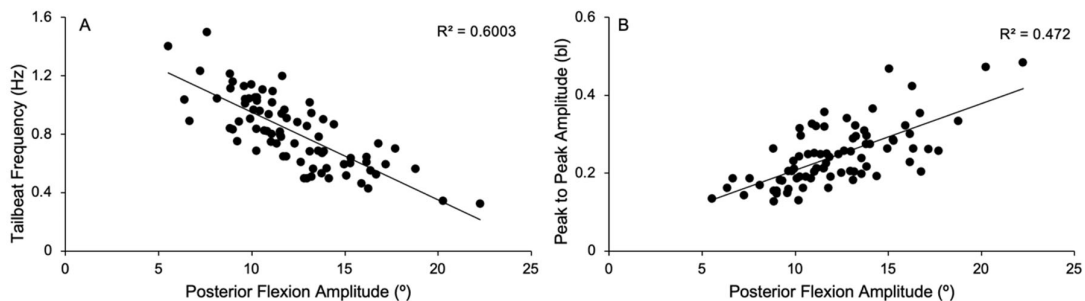 A
R² = 0.6003
Tailbeat Frequency (Hz)
1.6
1.2
0.8
0.4
0
0 5 10 15 20 25
Posterior Flexion Amplitude (º)
B
R² = 0.472
Peak to Peak Amplitude (bl)
0.6
0.4
0.2
0
0 5 10 15 20 25
Posterior Flexion Amplitude (º)